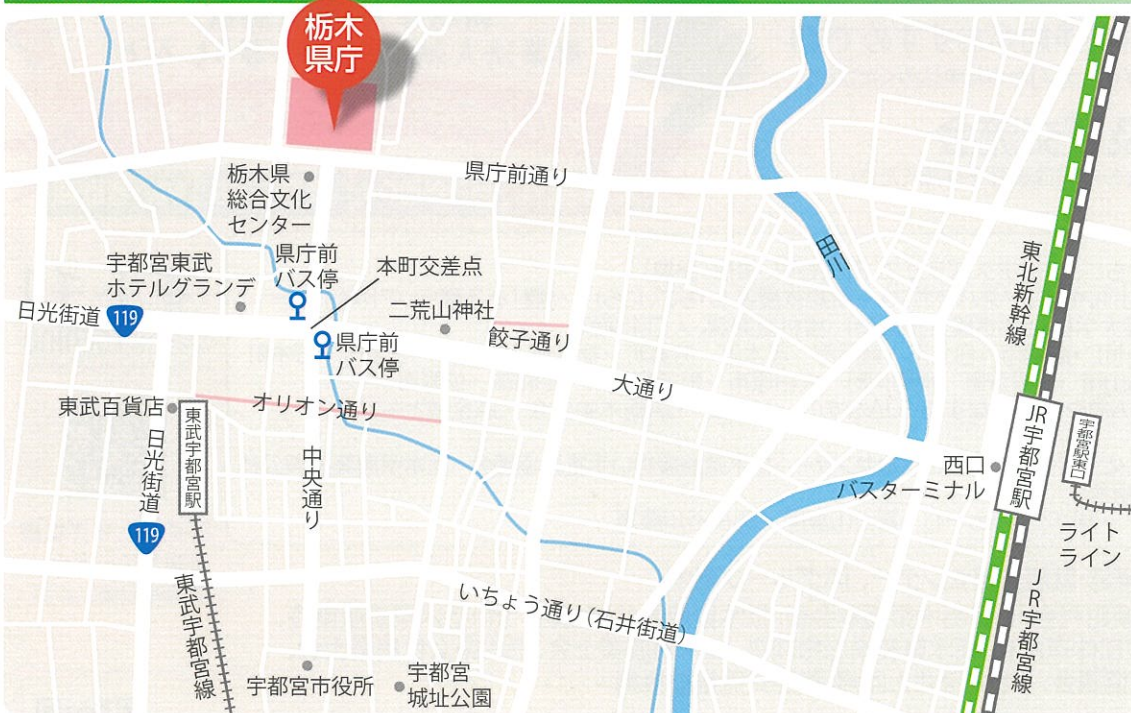 栃木
県庁
県庁前通り
栃木県
総合文化
センター
県庁前
バス停
本町交差点
宇都宮東武
ホテルグランデ
二荒山神社
日光街道
119
県庁前
バス停
餃子通り
大通り
田川
東北新幹線
東武百貨店
オリオン通り
東武宇都宮駅
日光街道
119
中央通り
西口
バスターミナル
JR宇都宮駅
宇都宮駅東口
ライト
ライン
いちょう通り(石井街道)
東武宇都宮線
JR宇都宮線
宇都宮市役所
宇都宮
城址公園